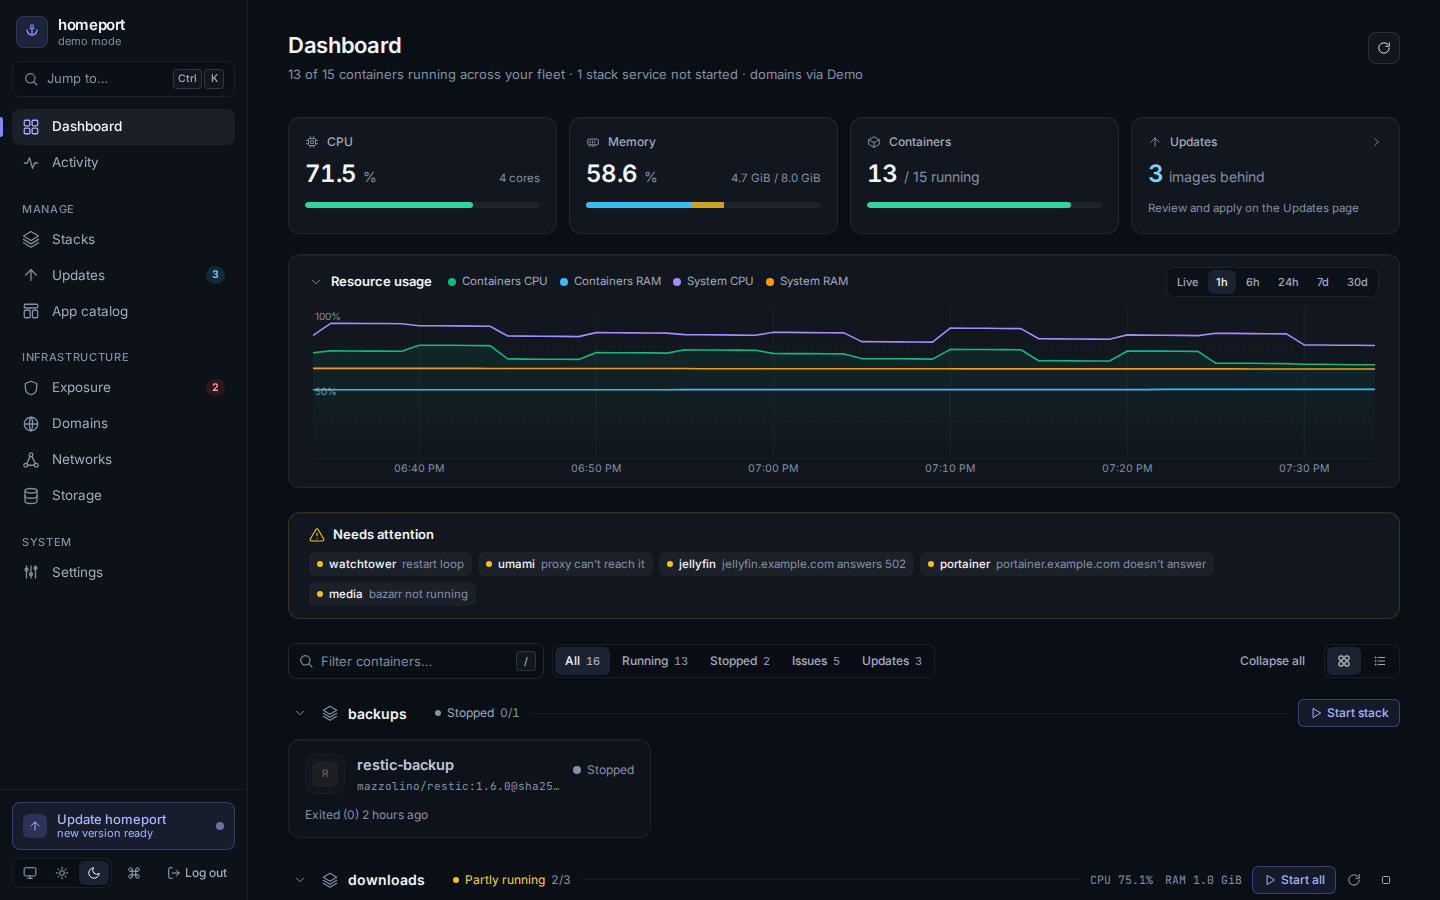 homeport
demo mode
Jump to... Ctrl K
Dashboard
Activity
MANAGE
Stacks
Updates 3
App catalog
INFRASTRUCTURE
Exposure 2
Domains
Networks
Storage
SYSTEM
Settings
Update homeport
new version ready
Log out
Dashboard
13 of 15 containers running across your fleet · 1 stack service not started · domains via Demo
CPU
71.5 % 4 cores
Memory
58.6 % 4.7 GiB / 8.0 GiB
Containers
13 / 15 running
Updates
3 images behind
Review and apply on the Updates page
Resource usage Containers CPU Containers RAM System CPU System RAM Live 1h 6h 24h 7d 30d
100%
50%
06:40 PM 06:50 PM 07:00 PM 07:10 PM 07:20 PM 07:30 PM
Needs attention
watchtower restart loop umami proxy can't reach it jellyfin jellyfin.example.com answers 502 portainer portainer.example.com doesn't answer
media bazarr not running
Filter containers... / All 16 Running 13 Stopped 2 Issues 5 Updates 3 Collapse all
backups Stopped 0/1 Start stack
R restic-backup Stopped
mazzolino/restic:1.6.0@sha25…
Exited (0) 2 hours ago
downloads Partly running 2/3 CPU 75.1% RAM 1.0 GiB Start all